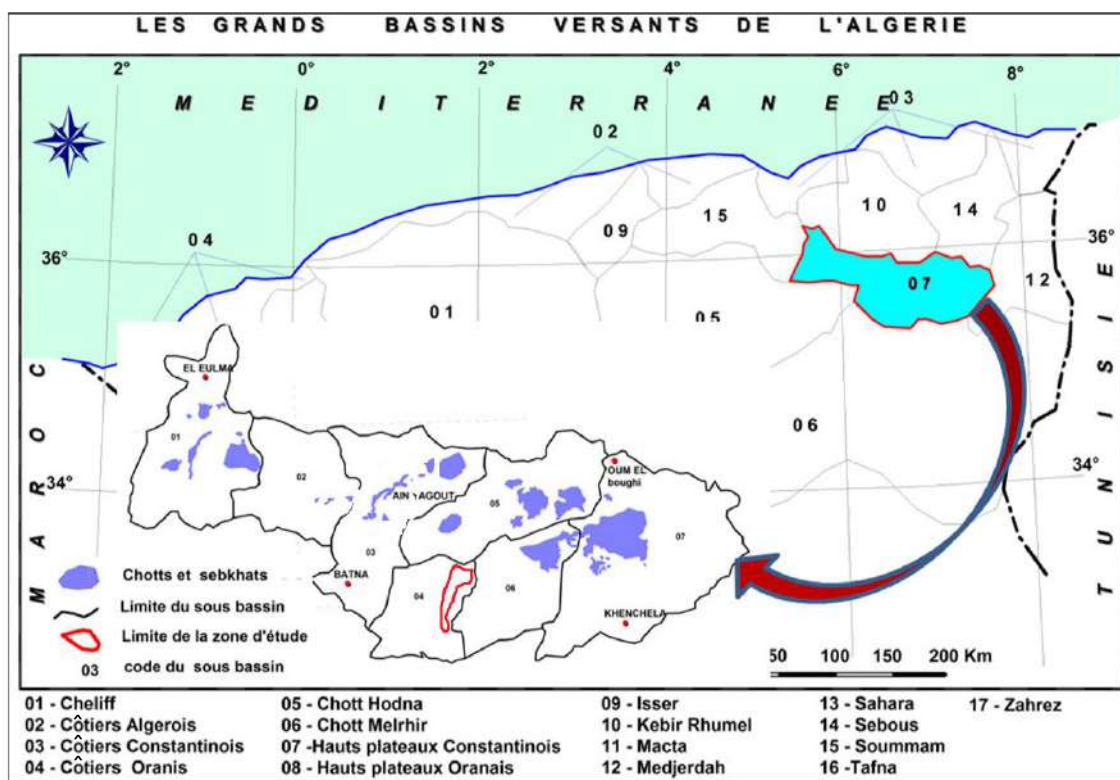 LES GRANDS BASSINS VERSANTS DE L'ALGERIE
2° 0° 2° 4° 6° 8°
MEDITERRANEE
03
02
10
15
14
09
04
36°
36°
07
12
01
05
06
34°
34°
MAROC
TUNISIE
EL EULMA
01
02
AIN YAGOUT
03
BATNA
04
05
06
OUM EL
boughi
07
KHENCHELA
Chotts et sebkhats
Limite du sous bassin
Limite de la zone d'étude
03 code du sous bassin
50 100 150 200 Km
01 - Cheliff
02 - Côtiers Algerois
03 - Côtiers Constantinois
04 - Côtiers Oranis
05 - Chott Hodna
06 - Chott Melrhir
07 -Hauts plateaux Constantinois
08 - Hauts plateaux Oranais
09 - Isser
10 - Kebir Rhumel
11 - Macta
12 - Medjerdah
13 - Sahara
14 - Sebous
15 - Soummam
16 -Tafna
17 - Zahrez